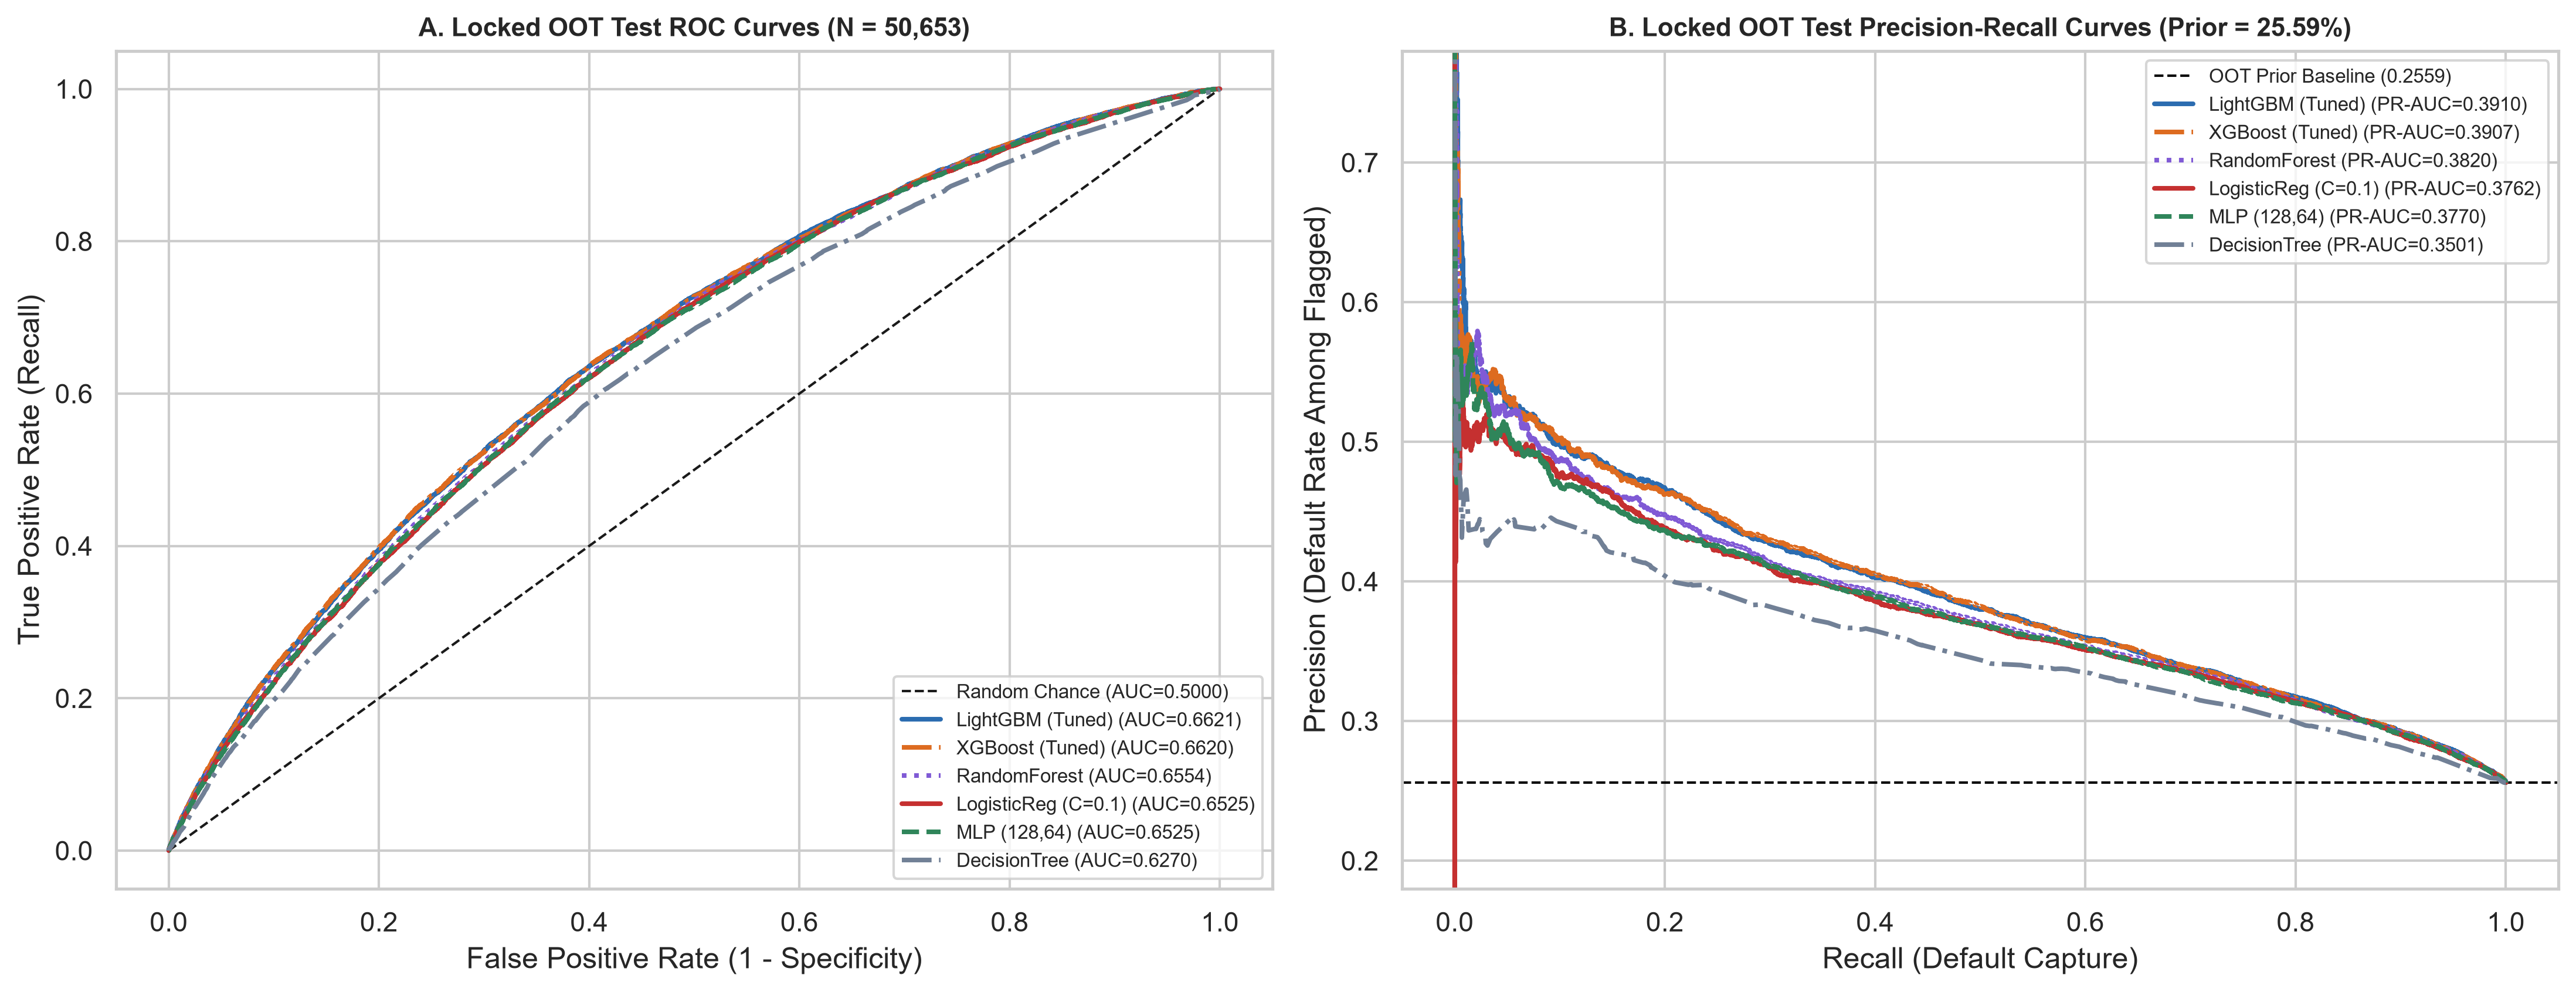 A. Locked OOT Test ROC Curves (N = 50,653)
True Positive Rate (Recall)
1.0
0.8
0.6
0.4
0.2
0.0
Random Chance (AUC=0.5000)
LightGBM (Tuned) (AUC=0.6621)
XGBoost (Tuned) (AUC=0.6620)
RandomForest (AUC=0.6554)
LogisticReg (C=0.1) (AUC=0.6525)
MLP (128,64) (AUC=0.6525)
DecisionTree (AUC=0.6270)
0.0 0.2 0.4 0.6 0.8 1.0
False Positive Rate (1 - Specificity)
B. Locked OOT Test Precision-Recall Curves (Prior = 25.59%)
Precision (Default Rate Among Flagged)
0.7
0.6
0.5
0.4
0.3
0.2
OOT Prior Baseline (0.2559)
LightGBM (Tuned) (PR-AUC=0.3910)
XGBoost (Tuned) (PR-AUC=0.3907)
RandomForest (PR-AUC=0.3820)
LogisticReg (C=0.1) (PR-AUC=0.3762)
MLP (128,64) (PR-AUC=0.3770)
DecisionTree (PR-AUC=0.3501)
0.0 0.2 0.4 0.6 0.8 1.0
Recall (Default Capture)